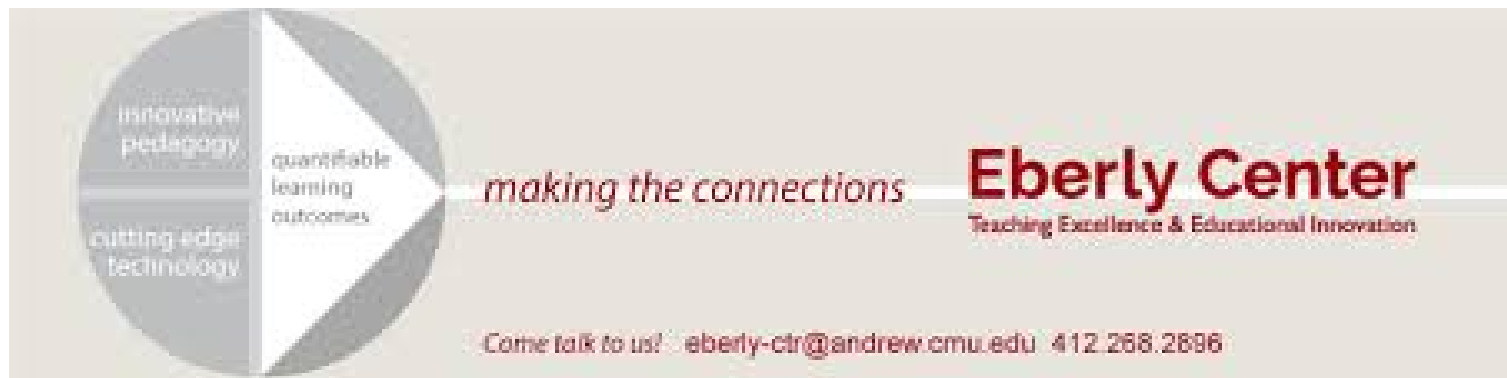 innovative
pedagogy
cutting edge
technology
quantifiable
learning
outcomes
making the connections
Eberly Center
Teaching Excellence & Educational Innovation
Come talk to us! eberly-ctr@andrew.cmu.edu 412.268.2896